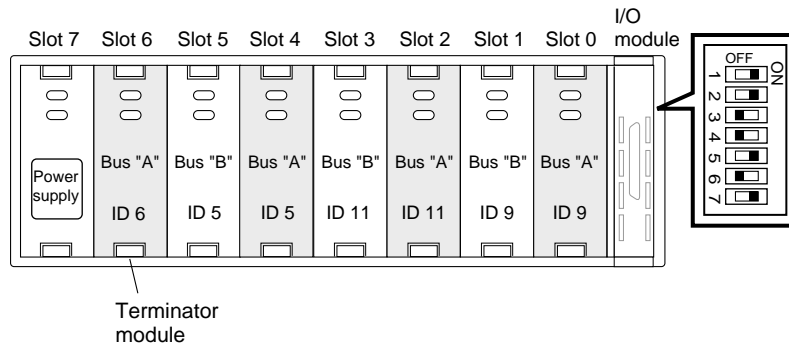 I/O
module
Slot 7 Slot 6 Slot 5 Slot 4 Slot 3 Slot 2 Slot 1 Slot 0
OFF
ON
1
2
3
4
5
6
7
Power
supply
Bus "A" Bus "B" Bus "A" Bus "B" Bus "A" Bus "B" Bus "A"
ID 6 ID 5 ID 5 ID 11 ID 11 ID 9 ID 9
Terminator
module